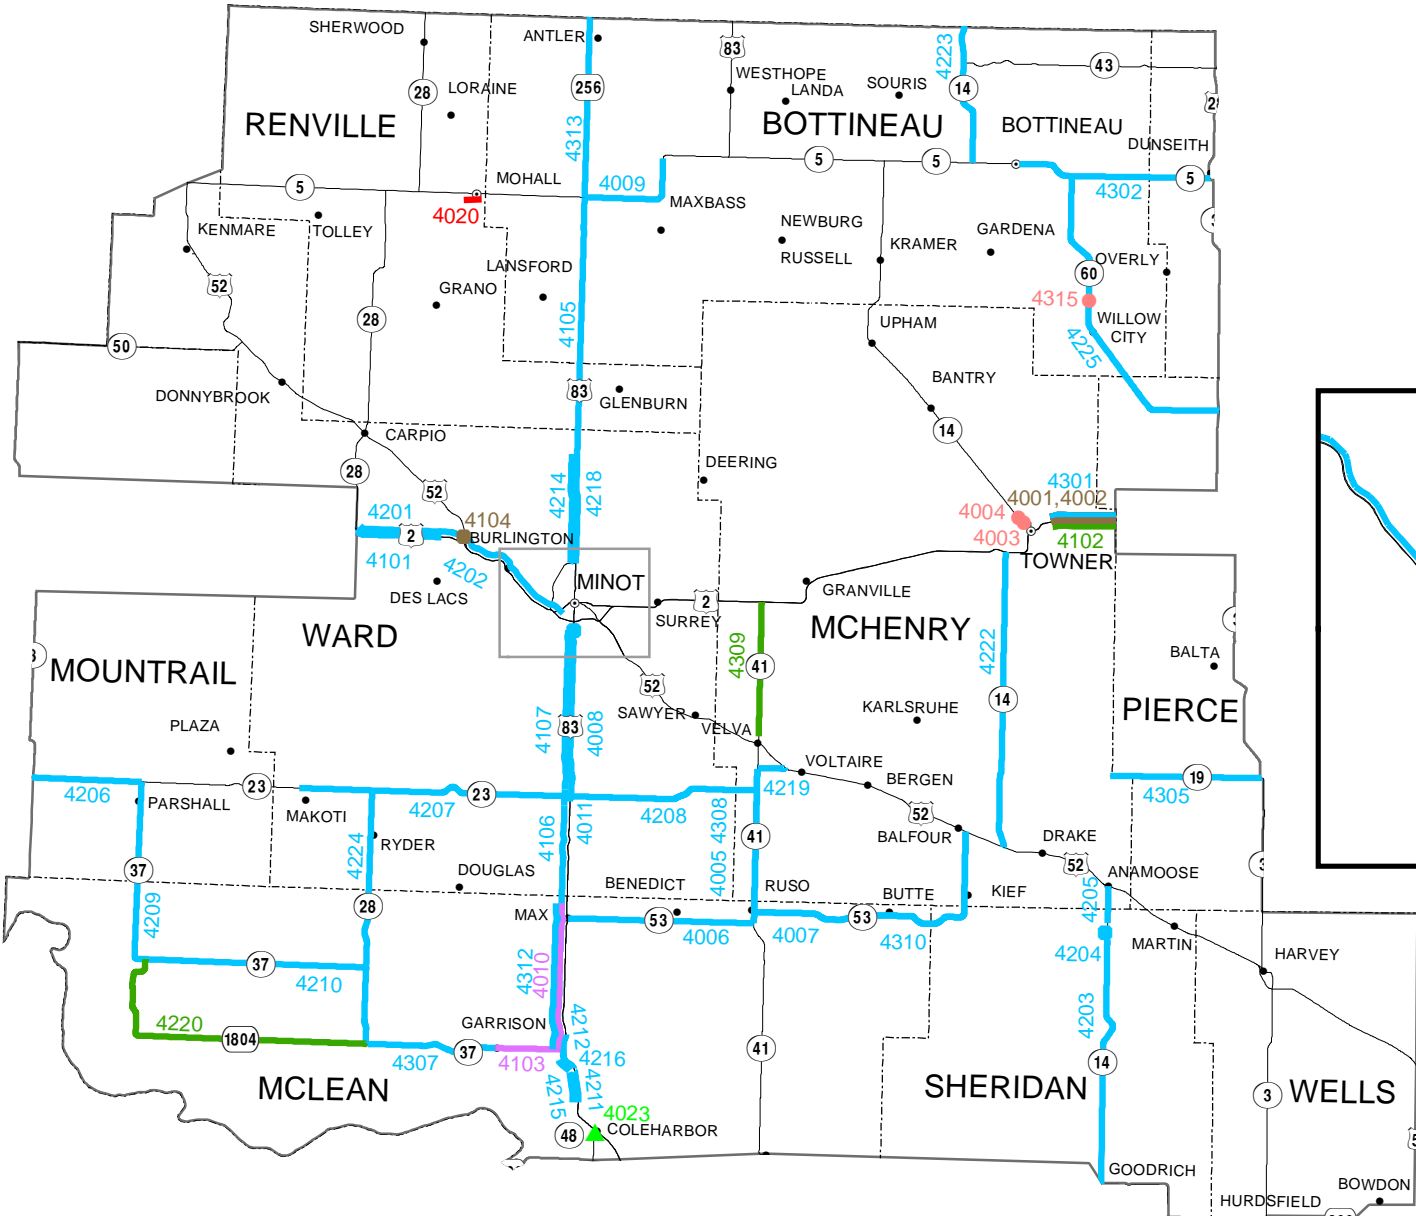 SHERWOOD
ANTLER
83
4223
WESTHOPE
43
28
LORAINE
256
LANDA
SOURIS
14
RENVILLE
4313
BOTTINEAU
BOTTINEAU
DUNSEITH
5
MOHALL
4009
5
5
4302
5
4020
MAXBASS
KENMARE
TOLLEY
NEWBURG
GARDENA
RUSSELL
KRAMER
OVERLY
52
LANSFORD
60
GRANO
4315
28
4105
UPHAM
WILLOW
CITY
50
4225
BANTRY
83
DONNYBROOK
GLENBURN
CARPIO
14
28
DEERING
52
4214
4218
4301
4001,4002
4201
4104
4004
2
BURLINGTON
4003
4102
4101
4202
TOWNER
MINOT
DES LACS
GRANVILLE
2
SURREY
WARD
MCHENRY
4309
41
4222
BALTA
MOUNTRAIL
52
14
PIERCE
SAWYER
KARLSRUHE
PLAZA
4107
83
4008
VELVA
VOLTAIRE
4206
23
4207
23
4219
BERGEN
19
PARSHALL
4208
4305
MAKOTI
4106
4011
4308
52
BALFOUR
DRAKE
4224
RYDER
41
52
37
4005
ANAMOOSE
DOUGLAS
BENEDICT
RUSO
BUTTE
KIEF
4205
4209
28
MAX
53
4006
4007
53
4310
MARTIN
4204
HARVEY
37
4210
4312
4010
4203
4220
1804
GARRISON
4212
41
4307
37
4103
4216
14
MCLEAN
4215
4211
SHERIDAN
3
WELLS
4023
48
COLEHARBOR
GOODRICH
HURDSFIELD
BOWDON